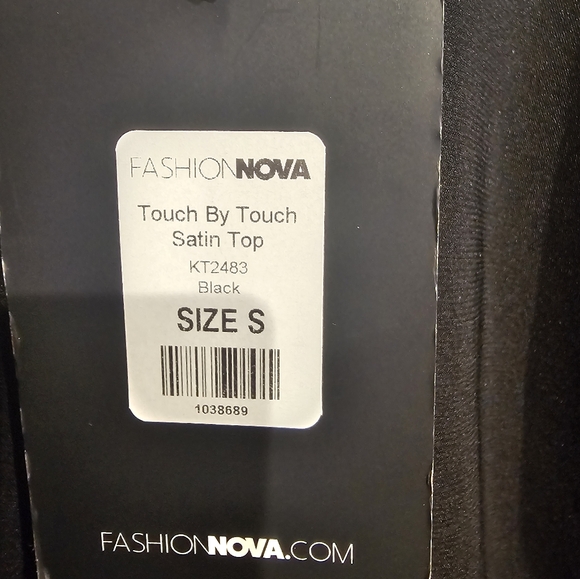 FASHIONNOVA
Touch By Touch
Satin Top
KT2483
Black
SIZE S
1038689
FASHIONNOVA.COM